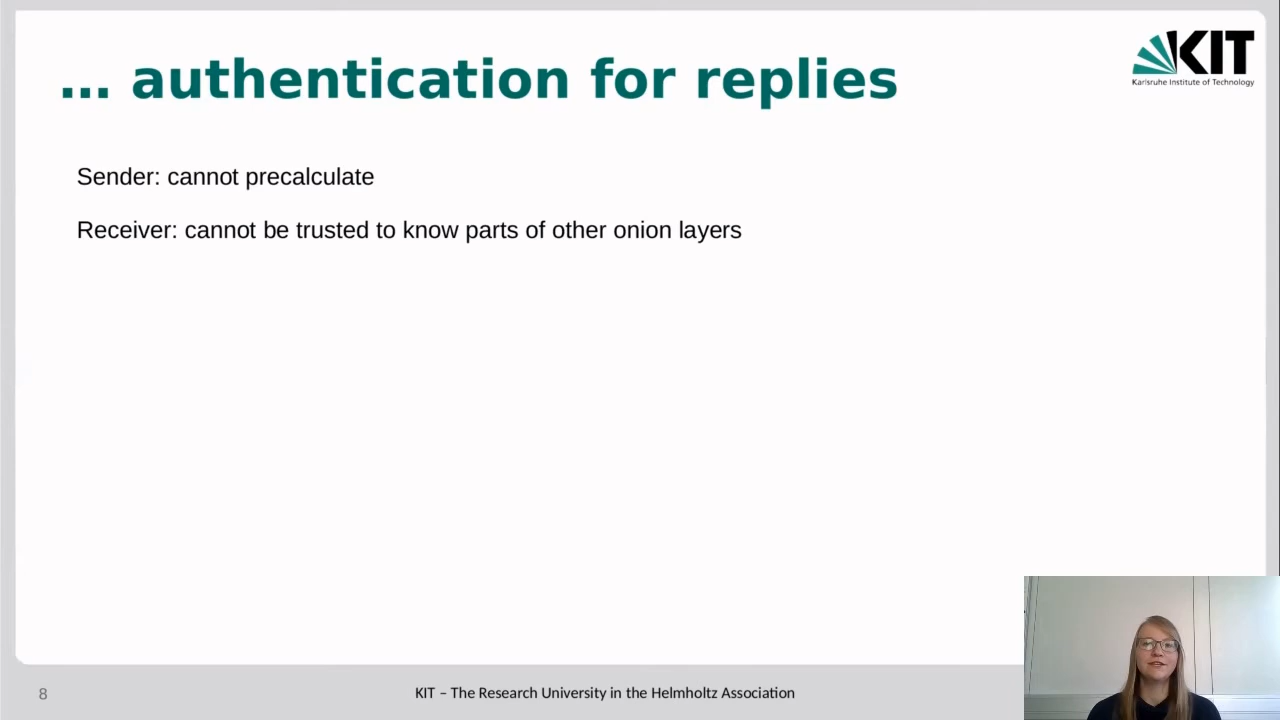 ... authentication for replies
KIT
Karlsruhe Institute of Technology
Sender: cannot precalculate
Receiver: cannot be trusted to know parts of other onion layers
8
KIT – The Research University in the Helmholtz Association